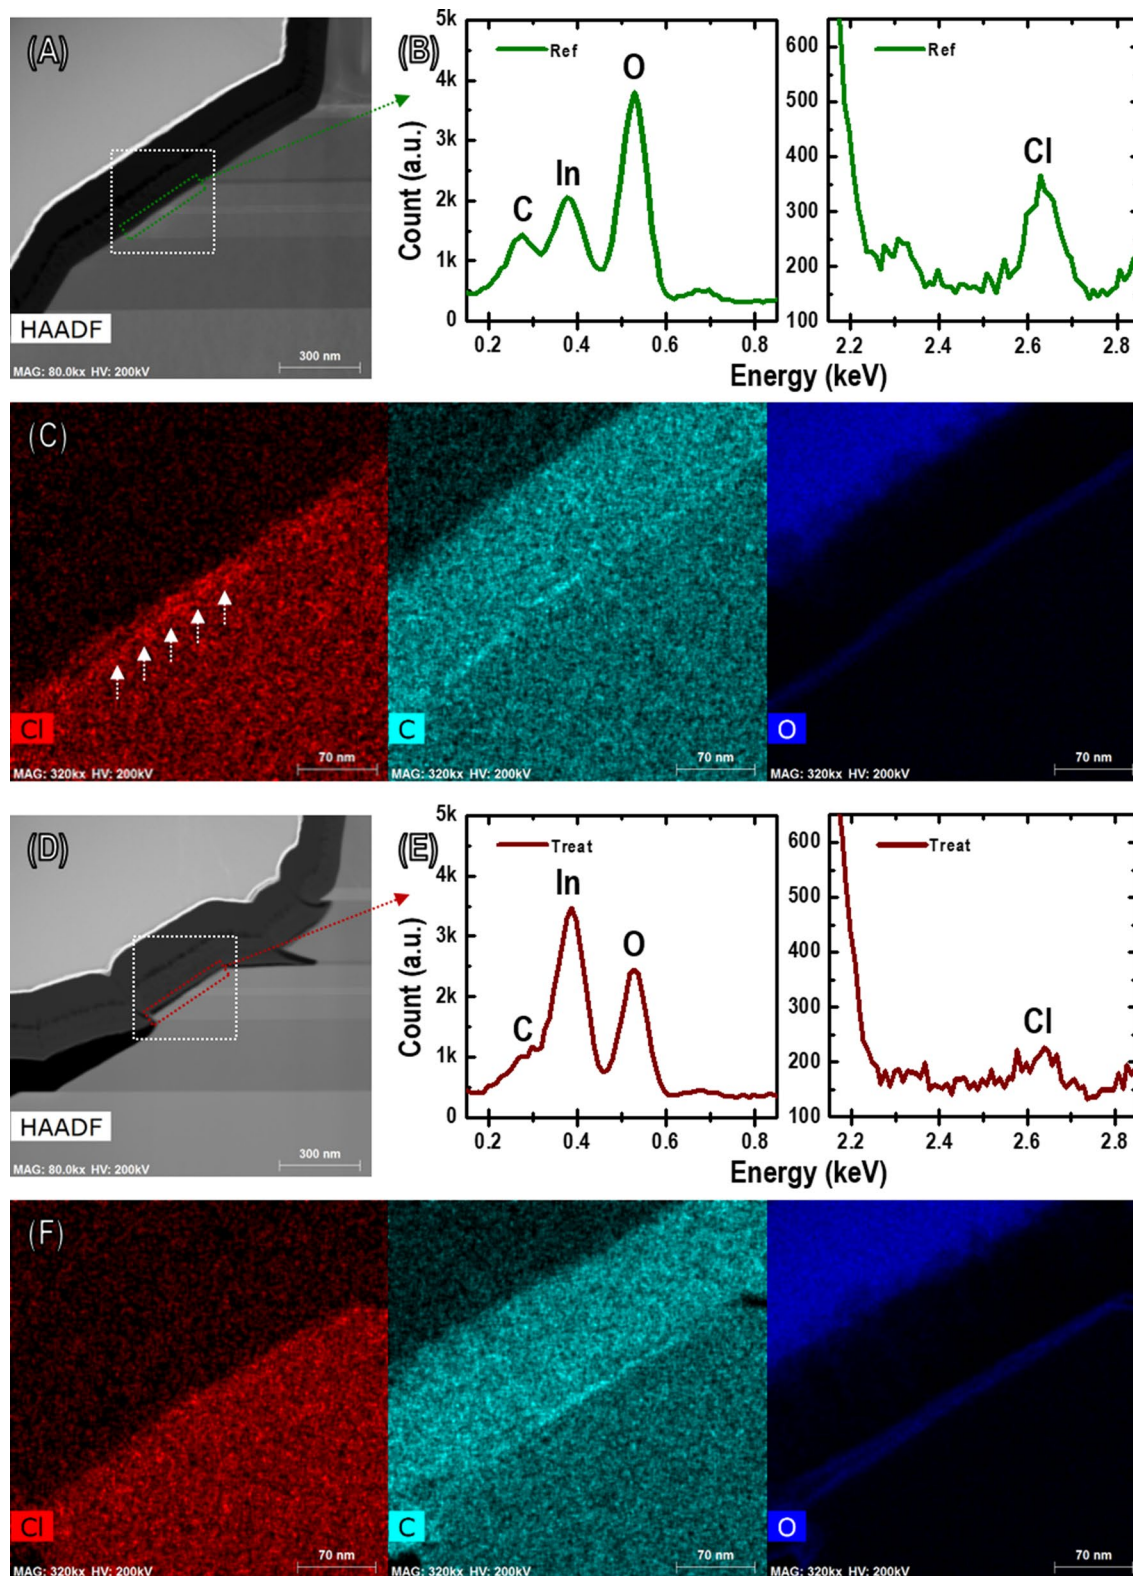 (A)
HAADF
MAG: 80.0kx HV: 200kV
300 nm
(B)
5k
4k
3k
2k
1k
0
Count (a.u.)
Ref
C
In
O
0.2
0.4
0.6
0.8
600
500
400
300
200
100
Ref
Cl
2.2
2.4
2.6
2.8
Energy (keV)
(C)
Cl
MAG: 320kx HV: 200kV
70 nm
C
MAG: 320kx HV: 200kV
70 nm
O
MAG: 320kx HV: 200kV
70 nm
(D)
HAADF
MAG: 80.0kx HV: 200kV
300 nm
(E)
5k
4k
3k
2k
1k
0
Count (a.u.)
Treat
C
In
O
0.2
0.4
0.6
0.8
600
500
400
300
200
100
Treat
Cl
2.2
2.4
2.6
2.8
Energy (keV)
(F)
Cl
MAG: 320kx HV: 200kV
70 nm
C
MAG: 320kx HV: 200kV
70 nm
O
MAG: 320kx HV: 200kV
70 nm